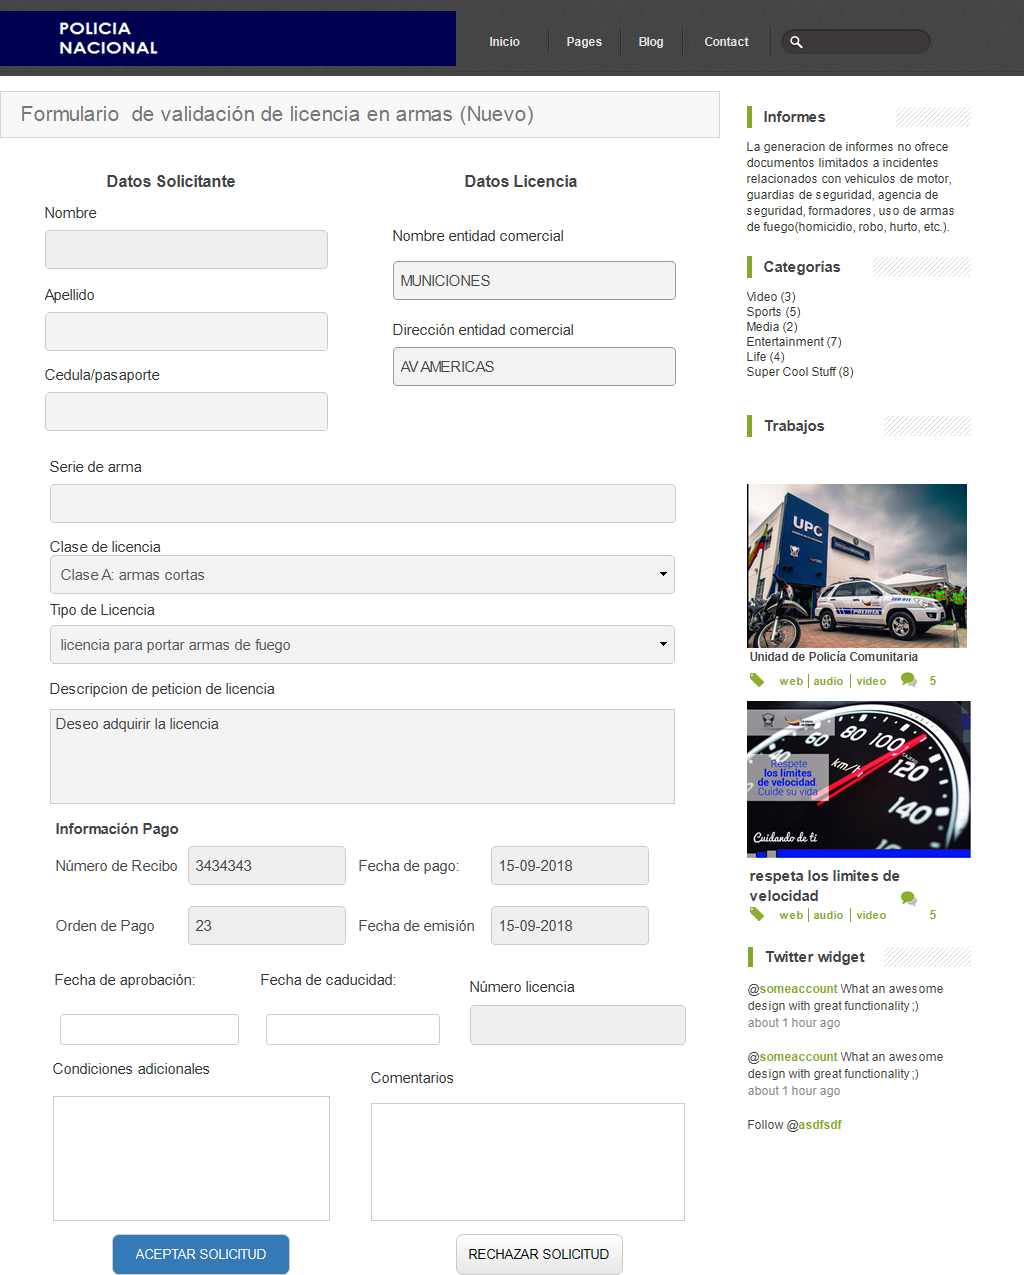 POLICIA
NACIONAL
Inicio
Pages
Blog
Contact
Formulario de validación de licencia en armas (Nuevo)
Datos Solicitante
Nombre
Apellido
Cedula/pasaporte
Datos Licencia
Nombre entidad comercial
MUNICIONES
Dirección entidad comercial
AV AMERICAS
Serie de arma
Clase de licencia
Clase A: armas cortas
Tipo de Licencia
licencia para portar armas de fuego
Descripcion de peticion de licencia
Deseo adquirir la licencia
Información Pago
Número de Recibo
3434343
Fecha de pago:
15-09-2018
Orden de Pago
23
Fecha de emisión
15-09-2018
Fecha de aprobación:
Fecha de caducidad:
Número licencia
Condiciones adicionales
Comentarios
ACEPTAR SOLICITUD
RECHAZAR SOLICITUD
Informes
La generacion de informes no ofrece
documentos limitados a incidentes
relacionados con vehiculos de motor,
guardias de seguridad, agencia de
seguridad, formadores, uso de armas
de fuego(homicidio, robo, hurto, etc.).
Categorías
Video (3)
Sports (5)
Media (2)
Entertainment (7)
Life (4)
Super Cool Stuff (8)
Trabajos
UPC
POLICIA
Unidad de Policía Comunitaria
web | audio | video 5
60 80 100 120 140
km/h
Respete
los límites
de velocidad.
Cuide su vida
Cuidando de ti
respeta los limites de
velocidad
web | audio | video 5
Twitter widget
@someaccount What an awesome
design with great functionality ;)
about 1 hour ago
@someaccount What an awesome
design with great functionality ;)
about 1 hour ago
Follow @asdfsdf